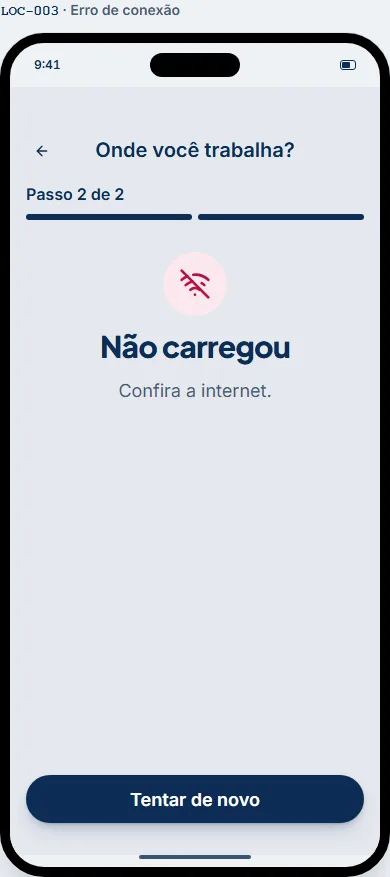 LOC-003 · Erro de conexão
9:41
Onde você trabalha?
Passo 2 de 2
Não carregou
Confira a internet.
Tentar de novo